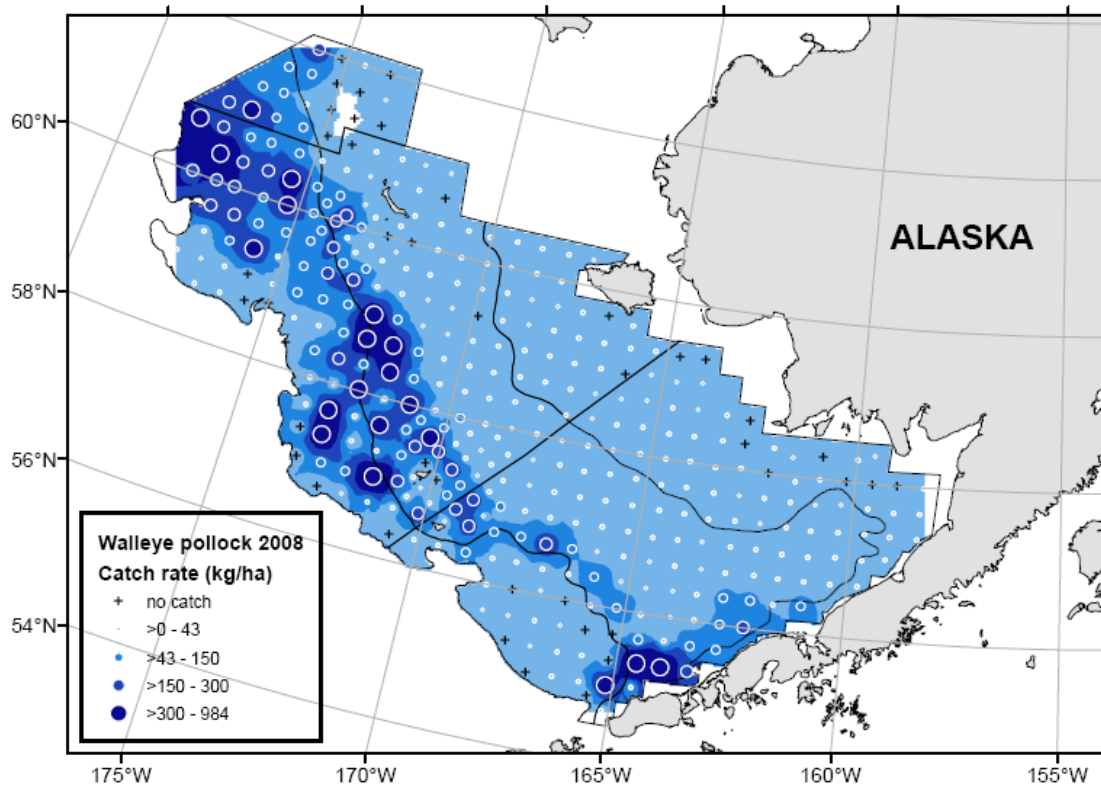 60°N
58°N
56°N
54°N
ALASKA
Walleye pollock 2008
Catch rate (kg/ha)
no catch
>0 - 43
>43 - 150
>150 - 300
>300 - 984
175°W
170°W
165°W
160°W
155°W